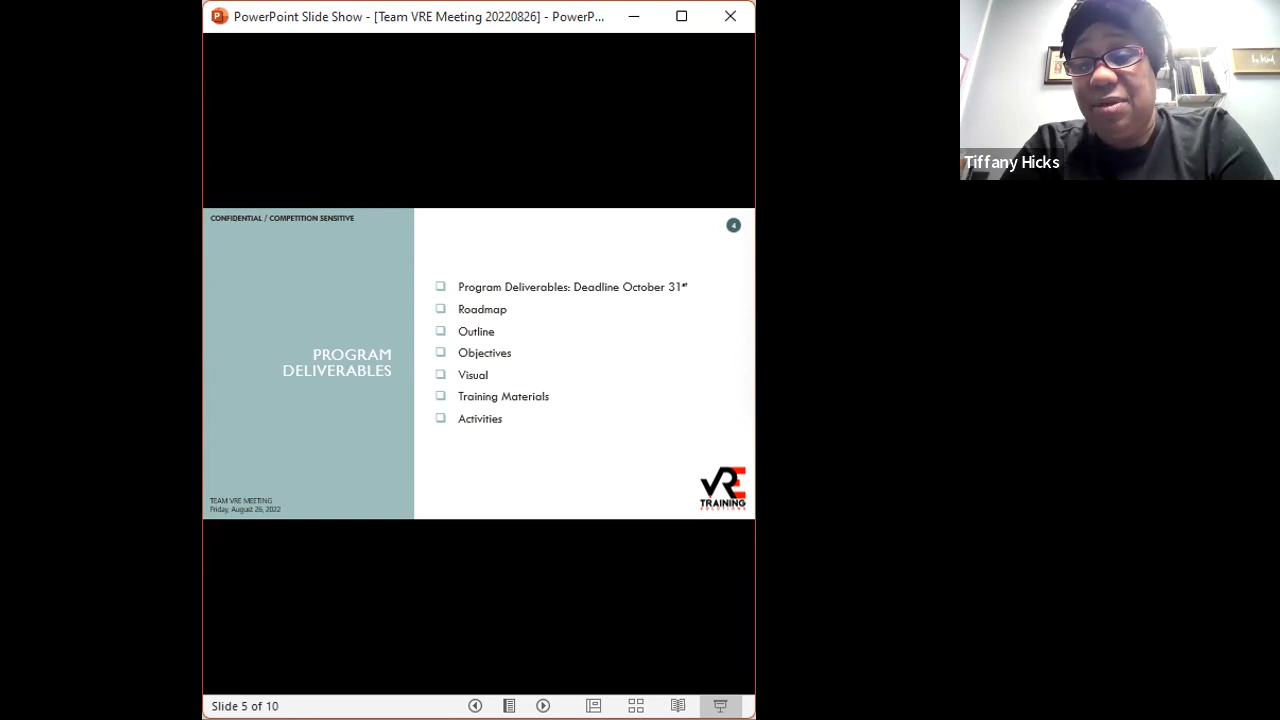 PowerPoint Slide Show - [Team VRE Meeting 20220826] - PowerP...
Tiffany Hicks
CONFIDENTIAL / COMPETITION SENSITIVE
4
PROGRAM
DELIVERABLES
Program Deliverables: Deadline October 31st
Roadmap
Outline
Objectives
Visual
Training Materials
Activities
TEAM VRE MEETING
Friday, August 26, 2022
VRE
TRAINING
SOLUTIONS
Slide 5 of 10